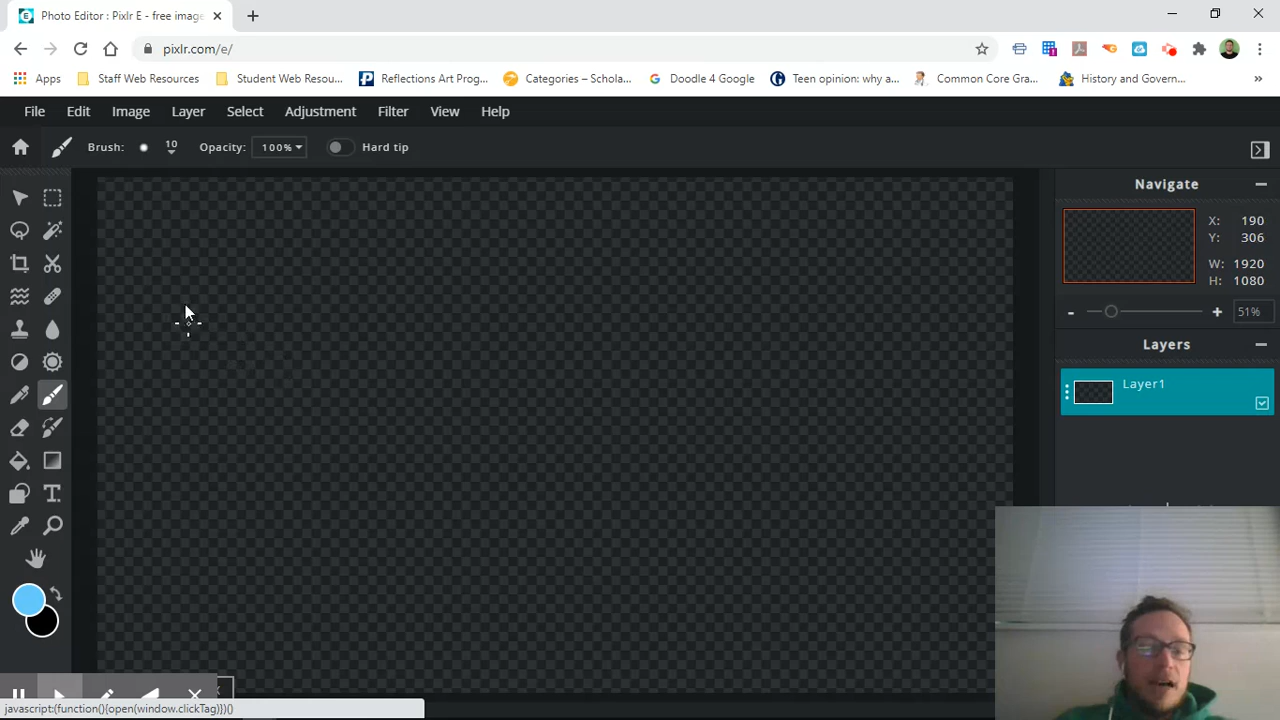 Photo Editor : Pixlr E - free image
pixlr.com/e/
Apps Staff Web Resources Student Web Resou... Reflections Art Prog... Categories – Schola... Doodle 4 Google Teen opinion: why a... Common Core Gra... History and Govern... »
File Edit Image Layer Select Adjustment Filter View Help
Brush: 10 Opacity: 100% Hard tip
Navigate
X: 190
Y: 306
W: 1920
H: 1080
- + 51%
Layers
Layer1
javascript:(function(){open(window.clickTag)})()